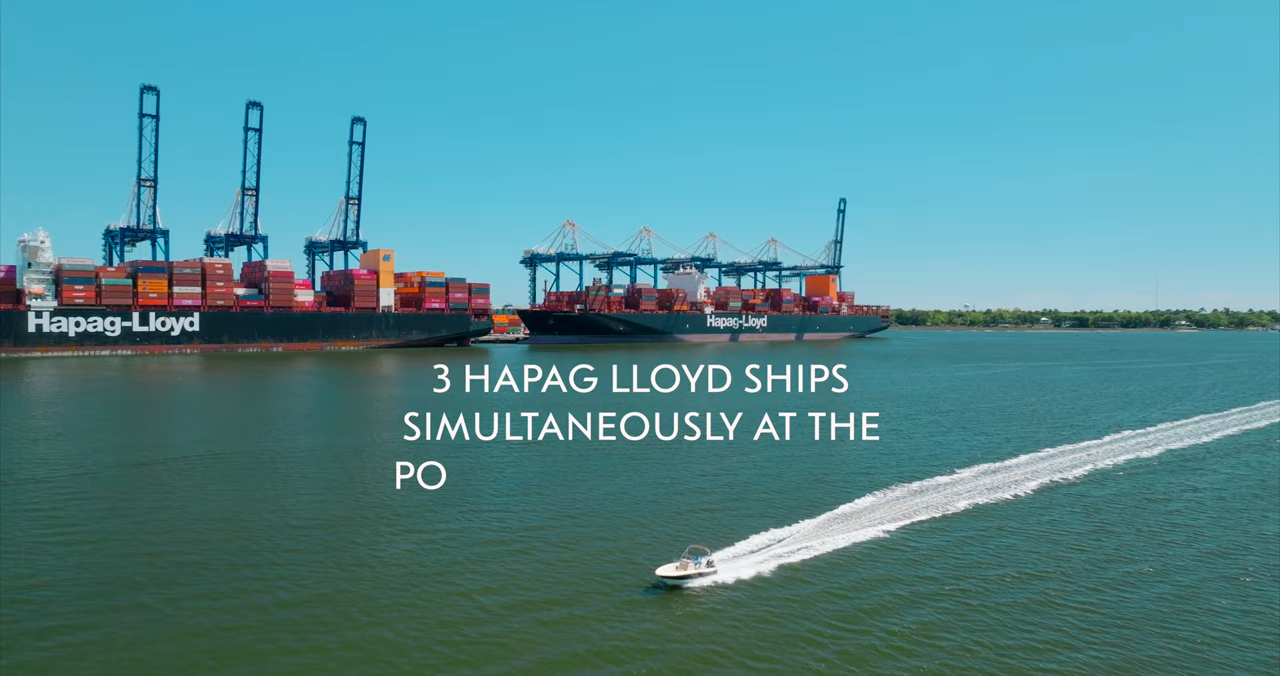 Hapag-Lloyd
Hapag-Lloyd
3 HAPAG LLOYD SHIPS
SIMULTANEOUSLY AT THE
PO